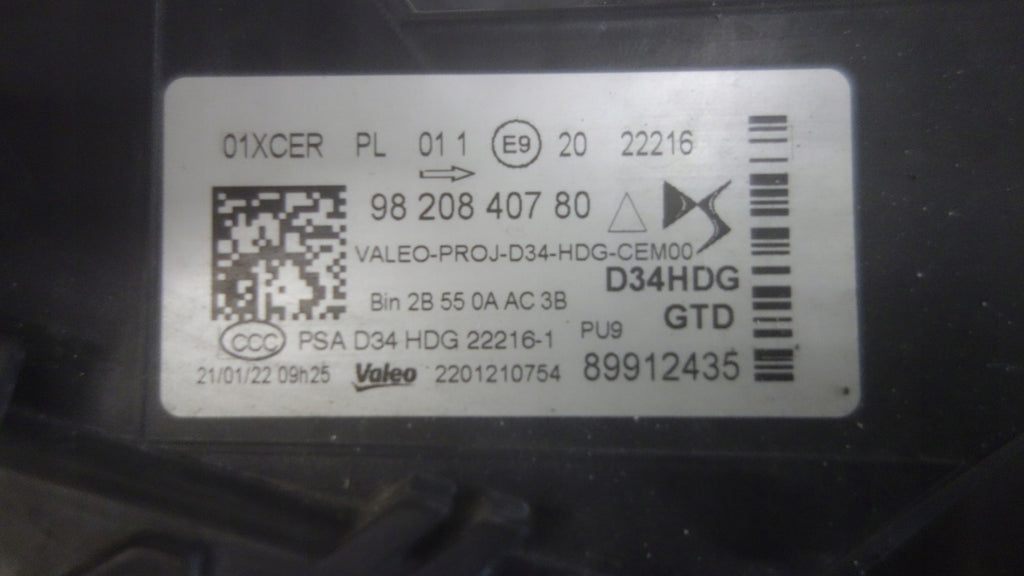 01XCER PL 01 1 E9 20 22216
98 208 407 80
VALEO-PROJ-D34-HDG-CEM00
D34HDG
Bin 2B 55 0A AC 3B
GTD
CCC PSA D34 HDG 22216-1 PU9
21/01/22 09h25 Valeo 2201210754 89912435